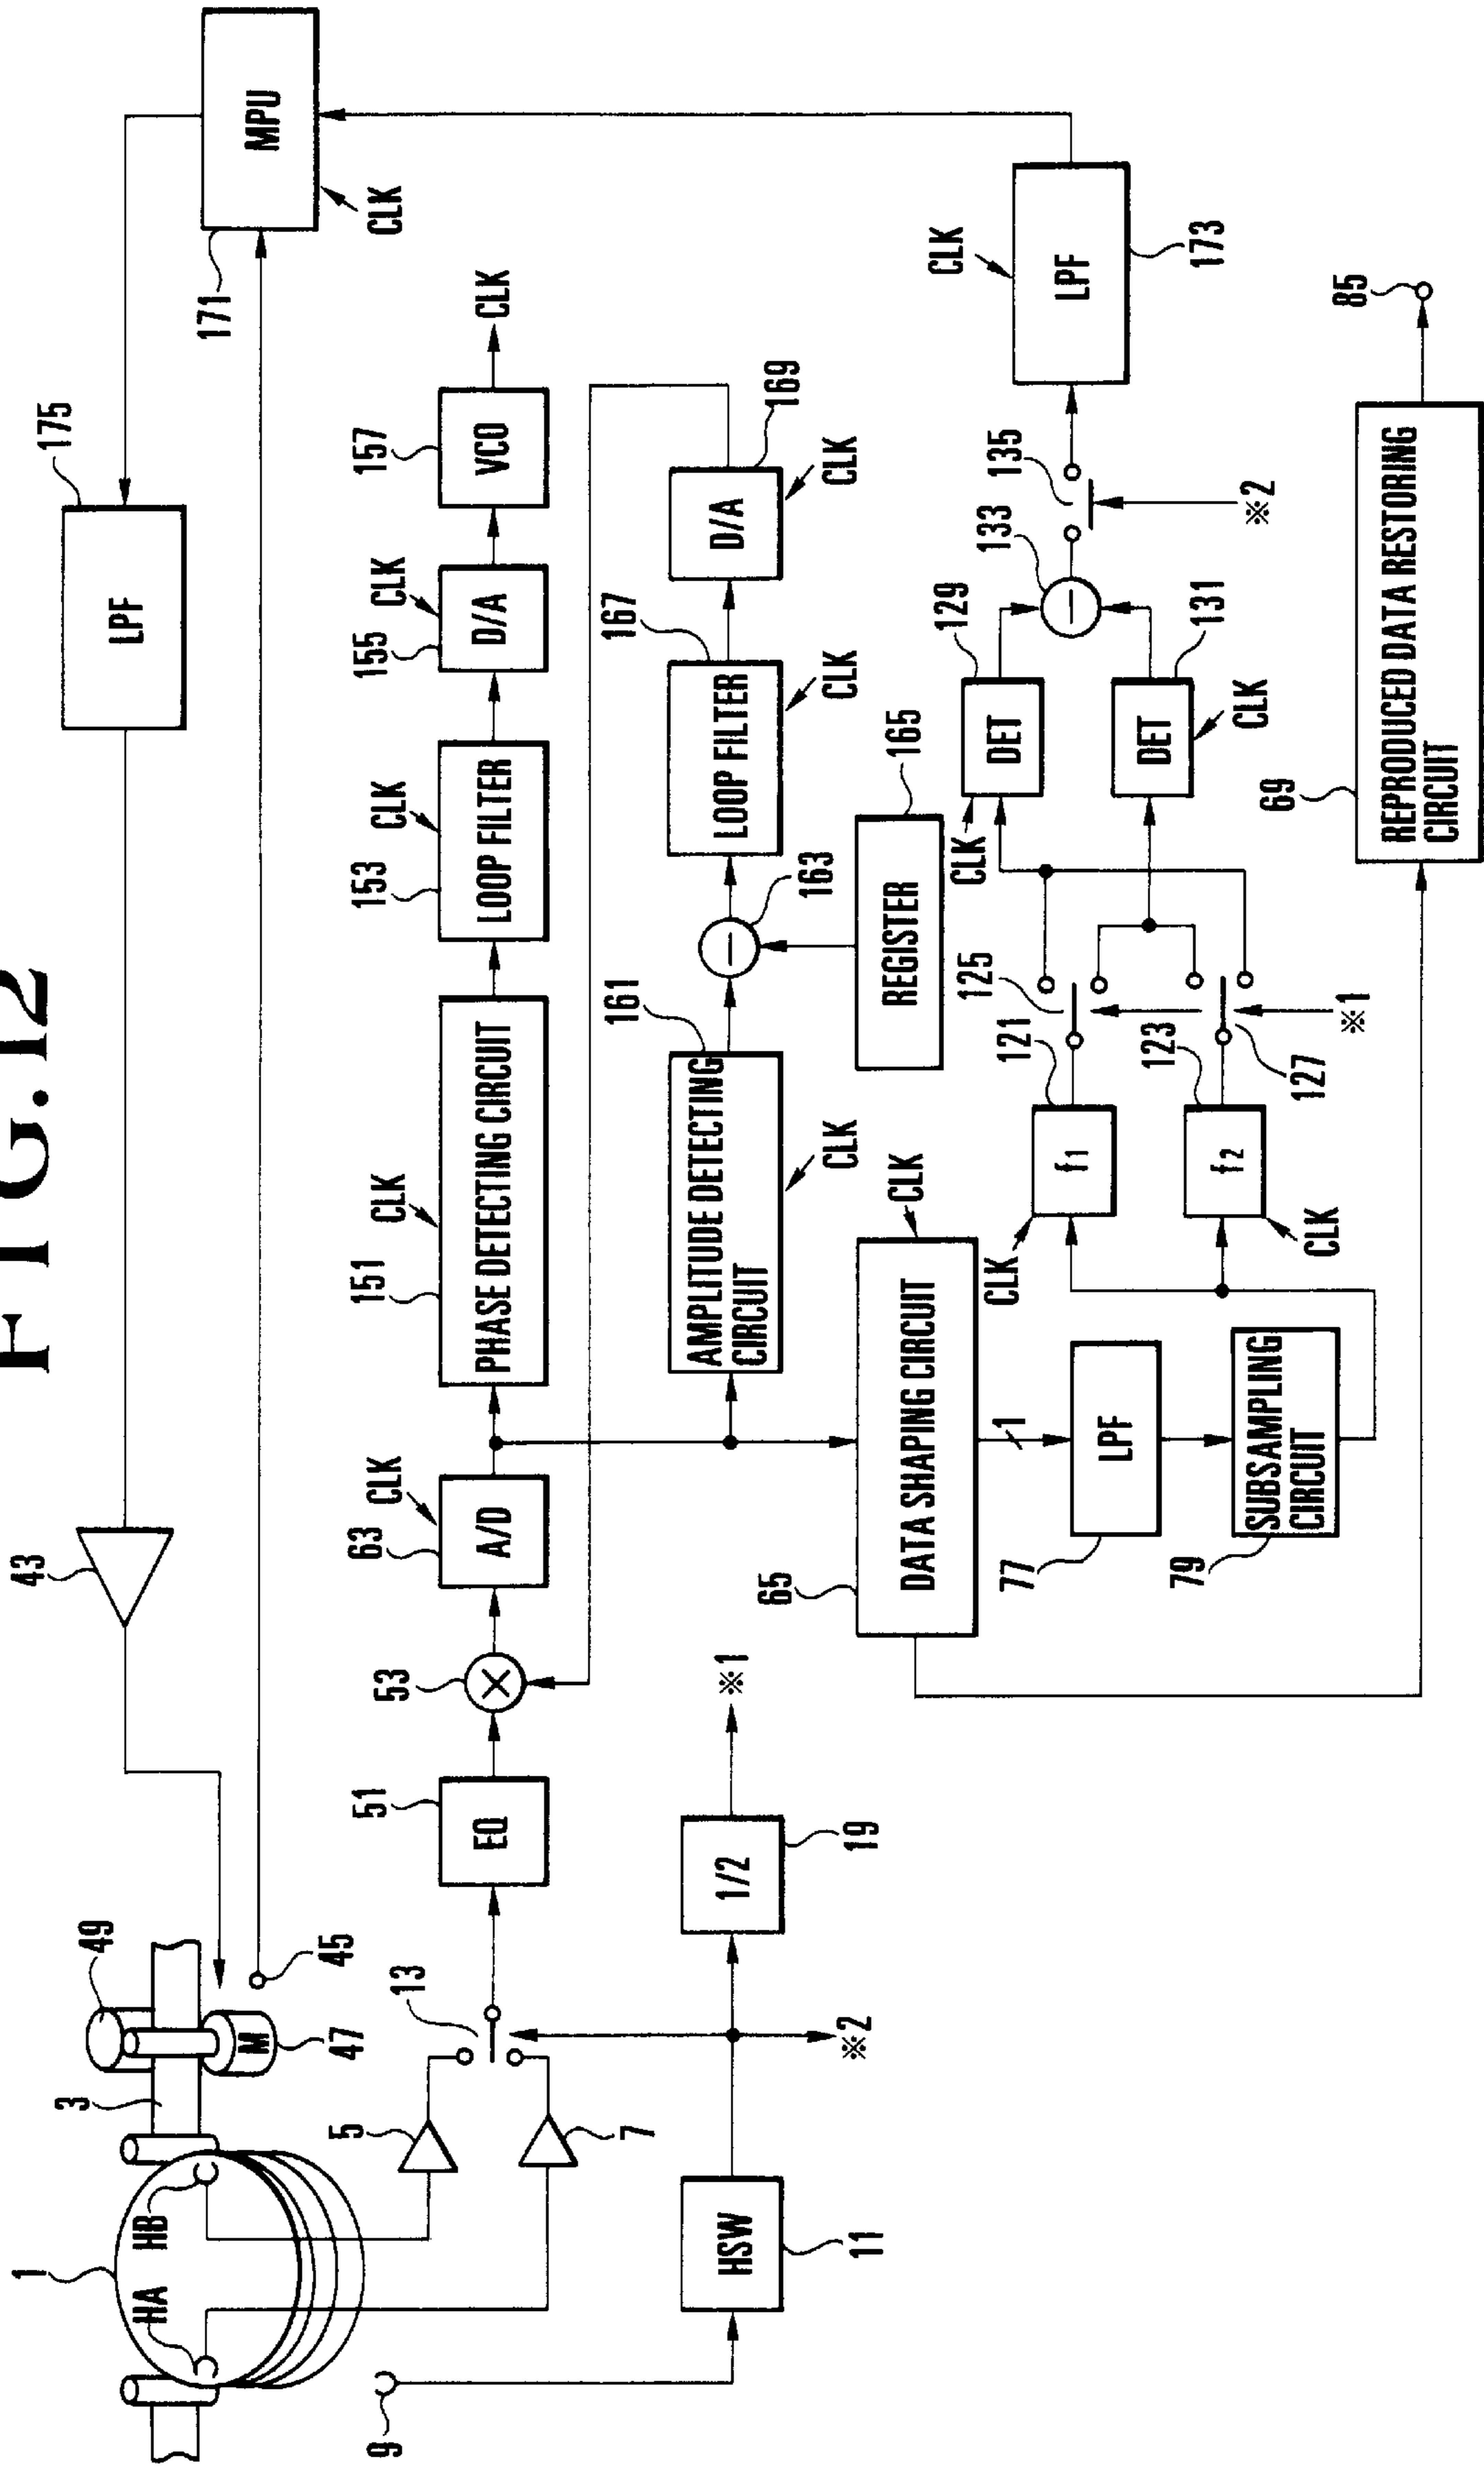 FIG.12
1
HA
HB
3
49
M
47
45
43
LPF
175
MPU
171
CLK
9
5
7
13
HSW
11
1/2
19
※1
※2
EQ
51
53
A/D
63
CLK
PHASE DETECTING CIRCUIT
151
CLK
LOOP FILTER
153
CLK
D/A
155
CLK
VCO
157
CLK
AMPLITUDE DETECTING
CIRCUIT
161
CLK
163
REGISTER
165
LOOP FILTER
167
CLK
D/A
169
CLK
DATA SHAPING CIRCUIT
65
CLK
1
LPF
77
SUBSAMPLING
CIRCUIT
79
f1
121
CLK
f2
123
CLK
125
127
※1
DET
129
CLK
DET
131
CLK
133
135
※2
LPF
173
CLK
REPRODUCED DATA RESTORING
CIRCUIT
69
85